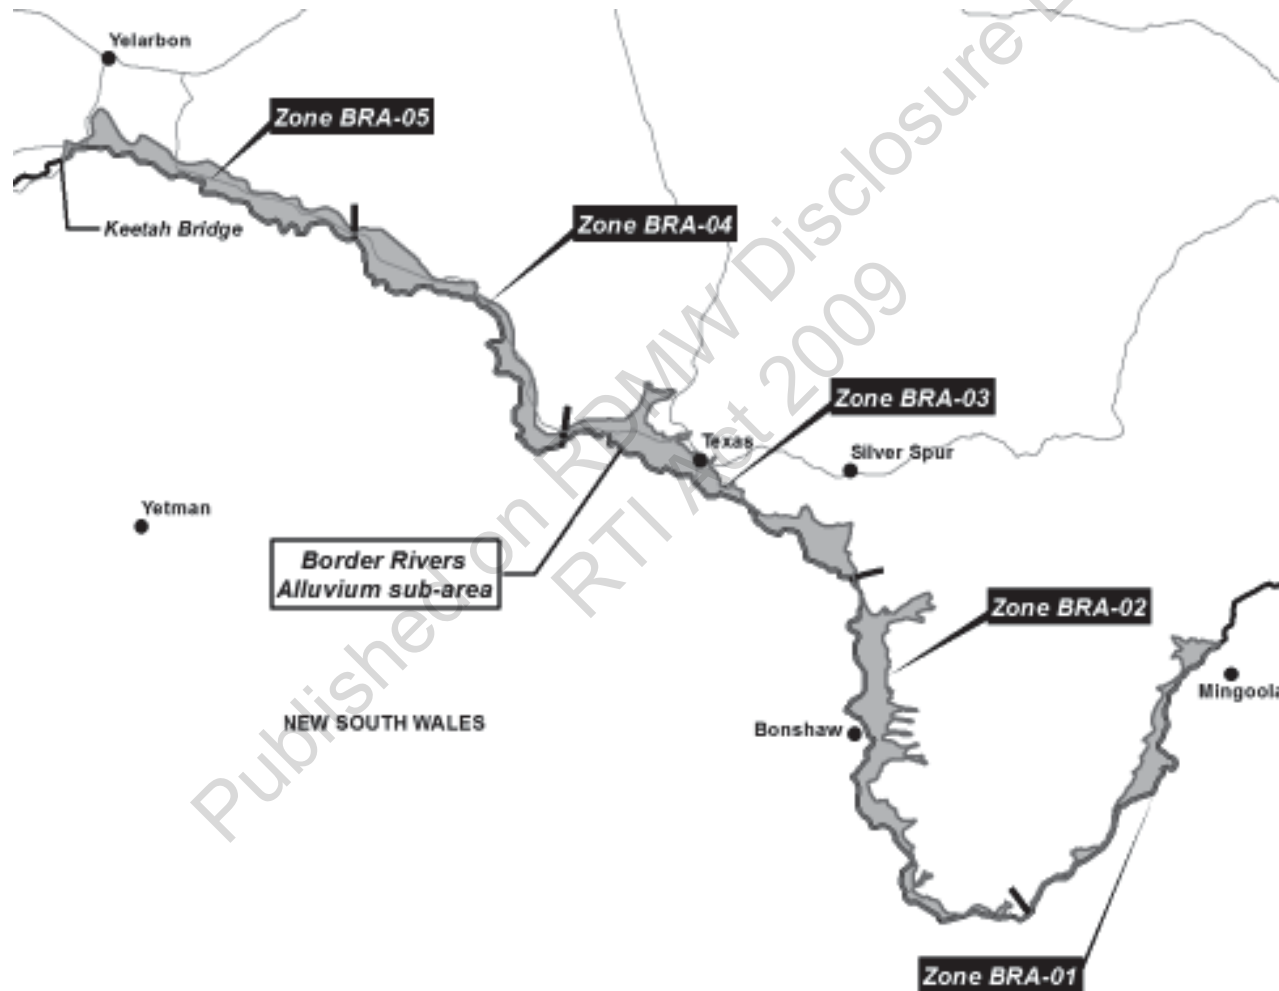 Yelarbon
Zone BRA-05
Keetah Bridge
Zone BRA-04
Zone BRA-03
Texas
Silver Spur
Yetman
Border Rivers
Alluvium sub-area
Zone BRA-02
Mingoola
Bonshaw
NEW SOUTH WALES
Zone BRA-01
Published on RDMW Disclosure
RTI Act 2009